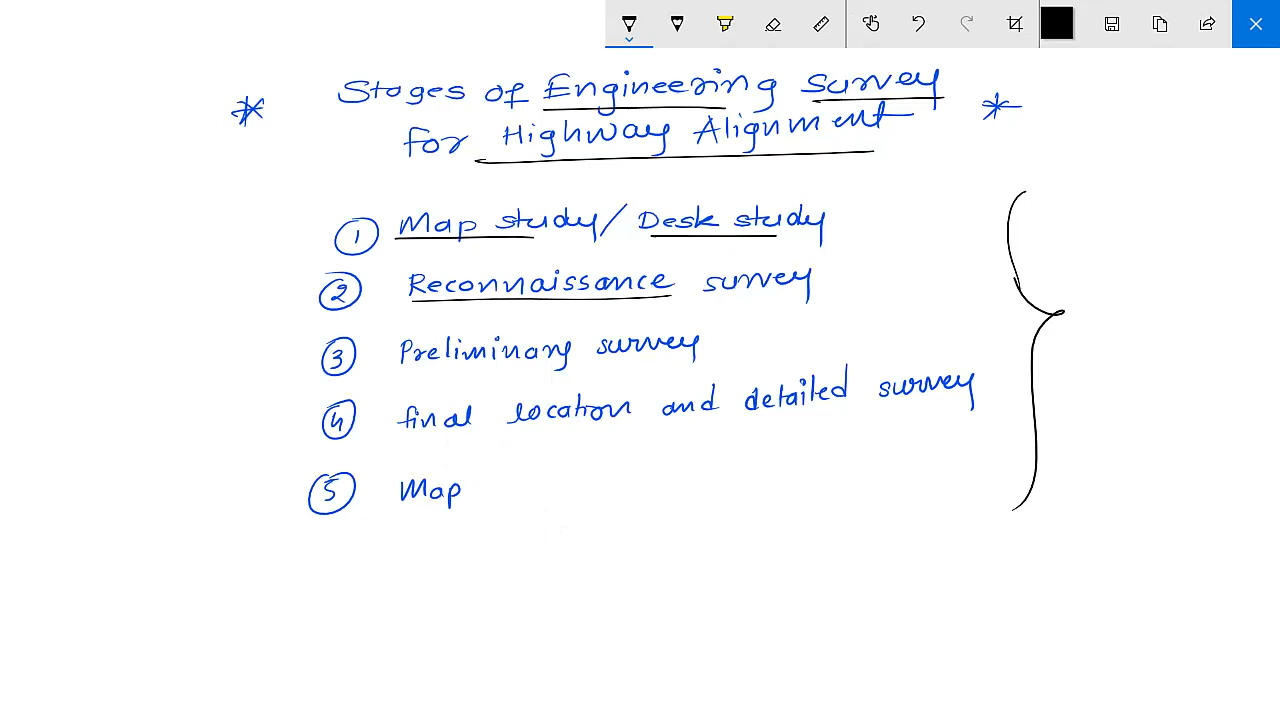 * Stages of Engineering survey *
for Highway Alignment
1 Map study/ Desk study
2 Reconnaissance survey
3 Preliminary survey
4 final location and detailed survey
5 Map